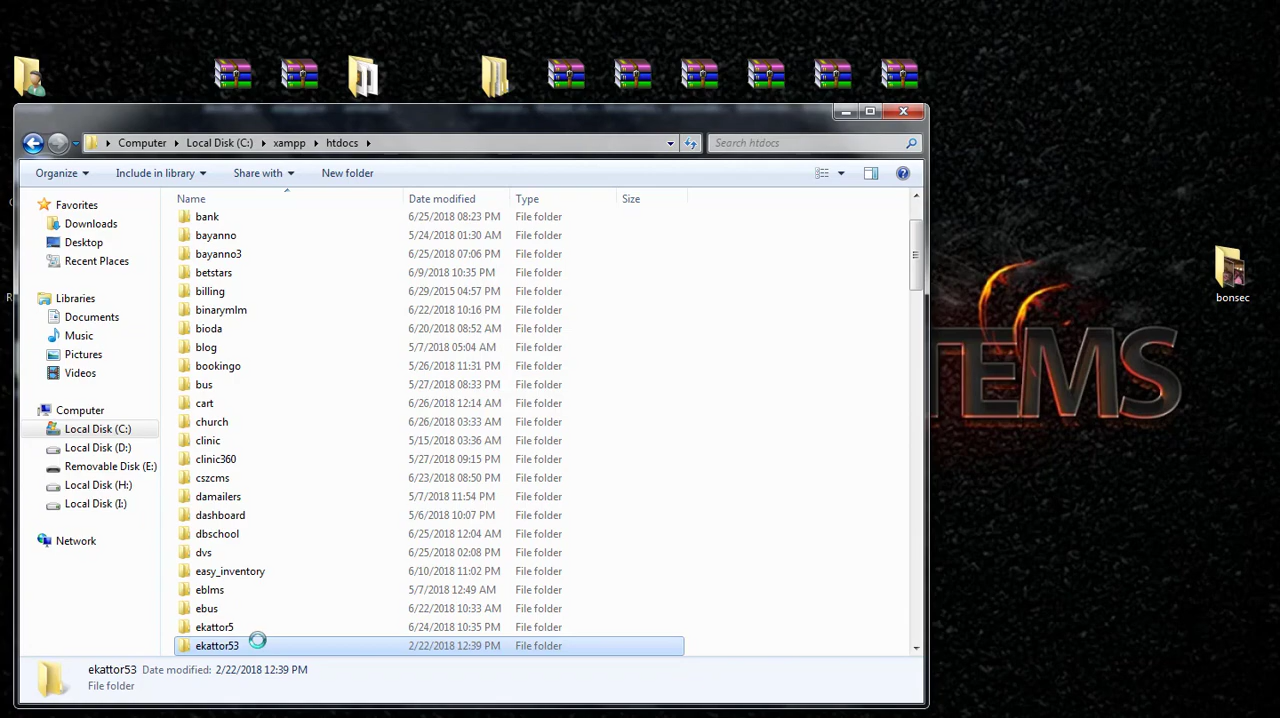 Computer Local Disk (C:) xampp htdocs Search htdocs
Organize Include in library Share with New folder
Name Date modified Type Size
Favorites
Downloads
Desktop
Recent Places
Libraries
Documents
Music
Pictures
Videos
Computer
Local Disk (C:)
Local Disk (D:)
Removable Disk (E:)
Local Disk (H:)
Local Disk (I:)
Network
bank 6/25/2018 08:23 PM File folder
bayanno 5/24/2018 01:30 AM File folder
bayanno3 6/25/2018 07:06 PM File folder
betstars 6/9/2018 10:35 PM File folder
billing 6/29/2015 04:57 PM File folder
binarymlm 6/22/2018 10:16 PM File folder
bioda 6/20/2018 08:52 AM File folder
blog 5/7/2018 05:04 AM File folder
bookingo 5/26/2018 11:31 PM File folder
bus 5/27/2018 08:33 PM File folder
cart 6/26/2018 12:14 AM File folder
church 6/26/2018 03:33 AM File folder
clinic 5/15/2018 03:36 AM File folder
clinic360 5/27/2018 09:15 PM File folder
cszcms 6/23/2018 08:50 PM File folder
damailers 5/7/2018 11:54 PM File folder
dashboard 5/6/2018 10:07 PM File folder
dbschool 6/25/2018 12:04 AM File folder
dvs 6/25/2018 02:08 PM File folder
easy_inventory 6/10/2018 11:02 PM File folder
eblms 5/7/2018 12:49 AM File folder
ebus 6/22/2018 10:33 AM File folder
ekattor5 6/24/2018 10:35 PM File folder
ekattor53 2/22/2018 12:39 PM File folder
ekattor53 Date modified: 2/22/2018 12:39 PM
File folder
bonsec
TEMS